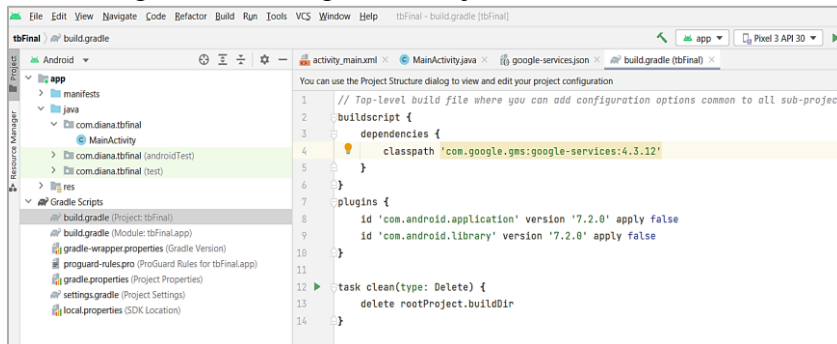 File Edit View Navigate Code Refactor Build Run Tools VCS Window Help tbFinal - build.gradle [tbFinal]
tbFinal build.gradle app Pixel 3 API 30
Android activity_main.xml MainActivity.java google-services.json build.gradle (tbFinal)
Project
Resource Manager
app
manifests
java
com.diana.tbfinal
MainActivity
com.diana.tbfinal (androidTest)
com.diana.tbfinal (test)
res
Gradle Scripts
build.gradle (Project: tbFinal)
build.gradle (Module: tbFinal.app)
gradle-wrapper.properties (Gradle Version)
proguard-rules.pro (ProGuard Rules for tbFinal.app)
gradle.properties (Project Properties)
settings.gradle (Project Settings)
local.properties (SDK Location)
You can use the Project Structure dialog to view and edit your project configuration
1 // Top-level build file where you can add configuration options common to all sub-projec
2 buildscript {
3 dependencies {
4 classpath 'com.google.gms:google-services:4.3.12'
5 }
6 }
7 plugins {
8 id 'com.android.application' version '7.2.0' apply false
9 id 'com.android.library' version '7.2.0' apply false
10 }
11
12 task clean(type: Delete) {
13 delete rootProject.buildDir
14 }